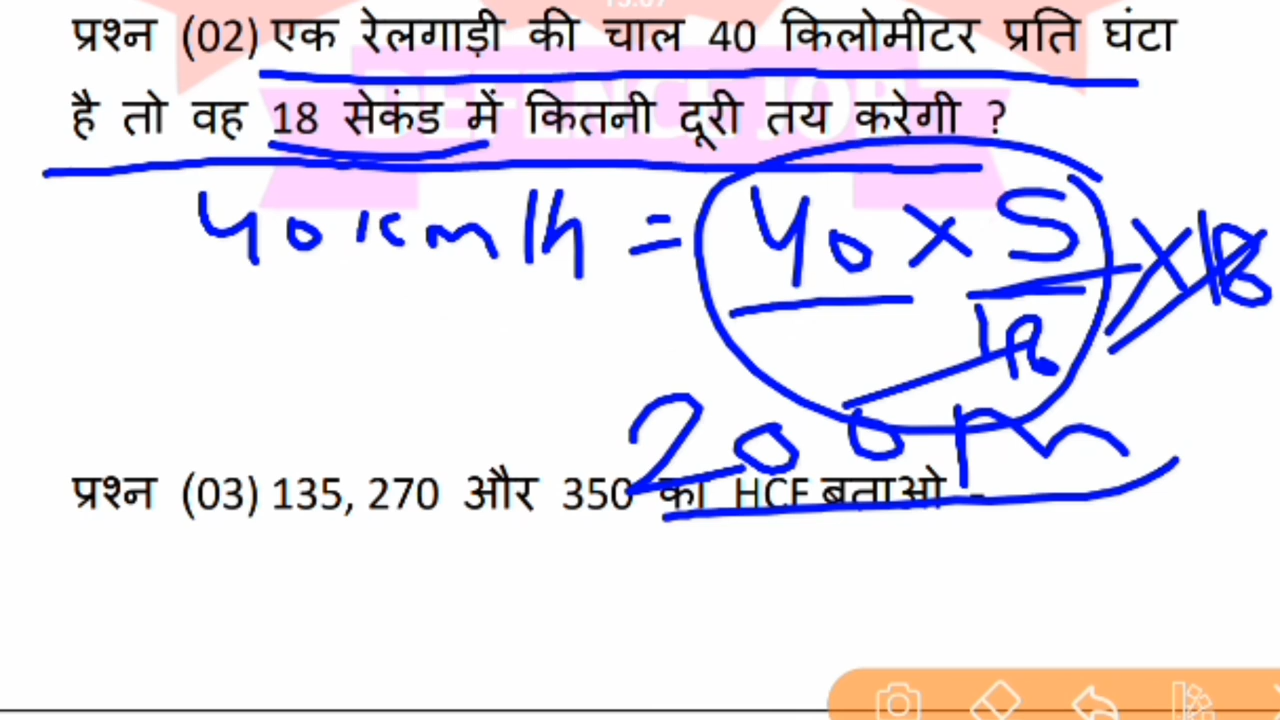 प्रश्न (02) एक रेलगाड़ी की चाल 40 किलोमीटर प्रति घंटा
है तो वह 18 सेकंड में कितनी दूरी तय करेगी ?
40 km/h = 40 × 5 × 18
18
200 m
प्रश्न (03) 135, 270 और 350 का HCF बताओ -